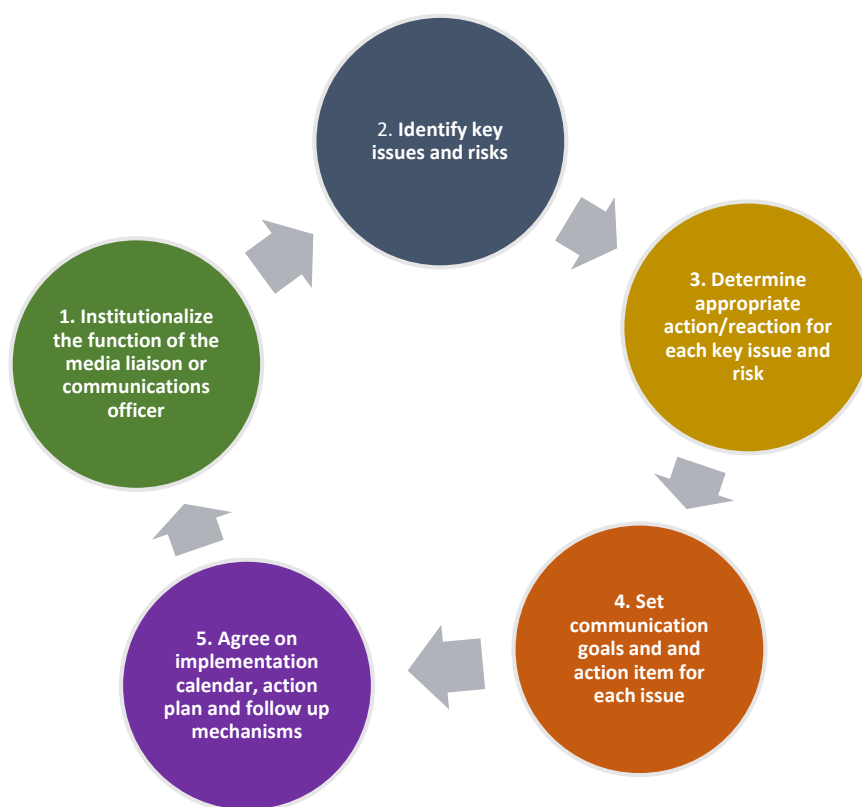 1. Institutionalize
the function of the
media liaison or
communications
officer
2. Identify key
issues and risks
3. Determine
appropriate
action/reaction for
each key issue and
risk
4. Set
communication
goals and and
action item for
each issue
5. Agree on
implementation
calendar, action
plan and follow up
mechanisms